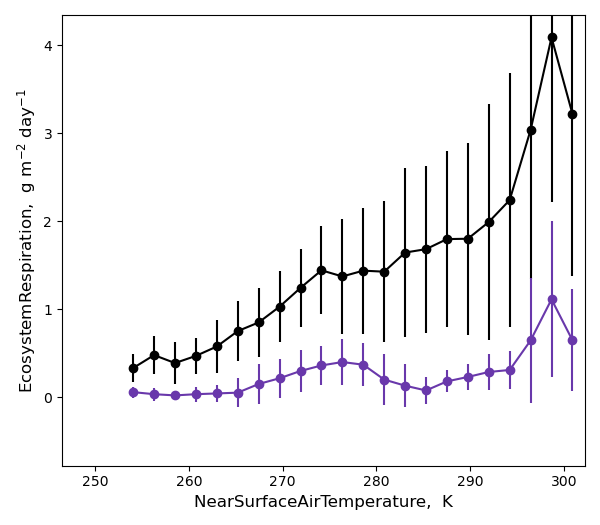 4
3
2
1
0
EcosystemRespiration,  g m⁻² day⁻¹
250 260 270 280 290 300
NearSurfaceAirTemperature,  K